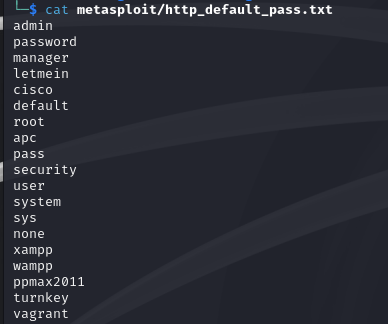 └─$ cat metasploit/http_default_pass.txt
admin
password
manager
letmein
cisco
default
root
apc
pass
security
user
system
sys
none
xampp
wampp
ppmax2011
turnkey
vagrant